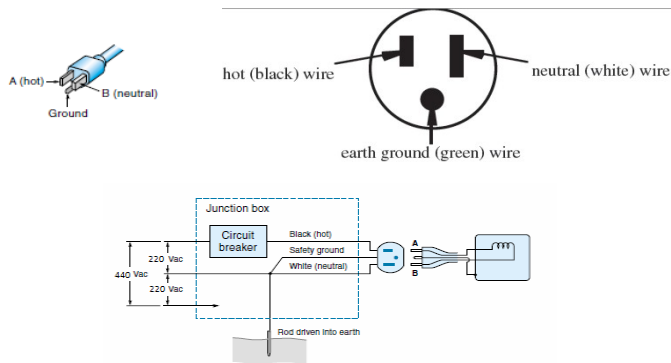 A (hot)
B (neutral)
Ground
hot (black) wire
neutral (white) wire
earth ground (green) wire
Junction box
Circuit
breaker
Black (hot)
Safety ground
White (neutral)
220 Vac
440 Vac
220 Vac
A
B
Rod driven into earth